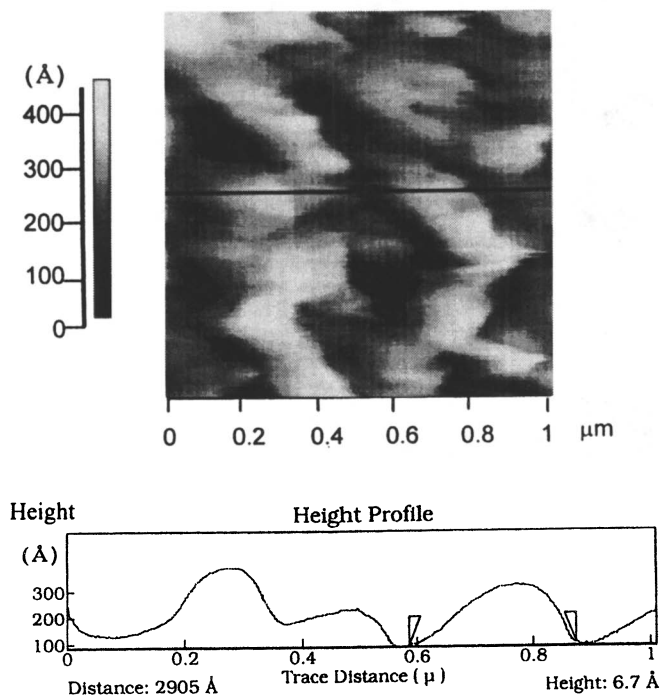 (Å)
400
300
200
100
0
0 0.2 0.4 0.6 0.8 1 μm
Height Height Profile
(Å)
300
200
100
0 0.2 0.4 0.6 0.8 1
Trace Distance ( μ )
Distance: 2905 Å Height: 6.7 Å